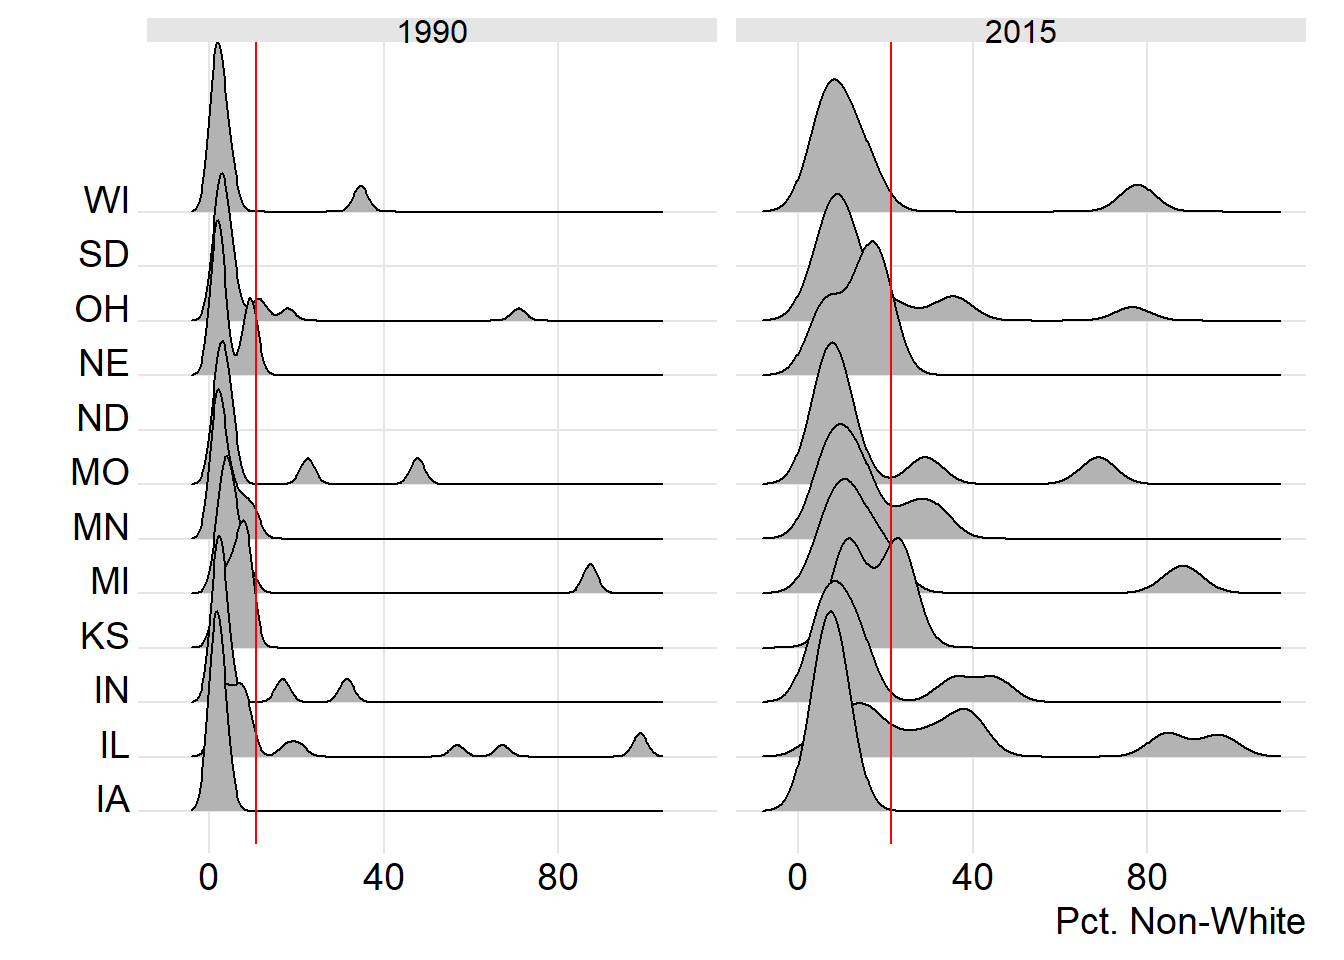 1990
2015
WI
SD
OH
NE
ND
MO
MN
MI
KS
IN
IL
IA
0 40 80 0 40 80
Pct. Non-White